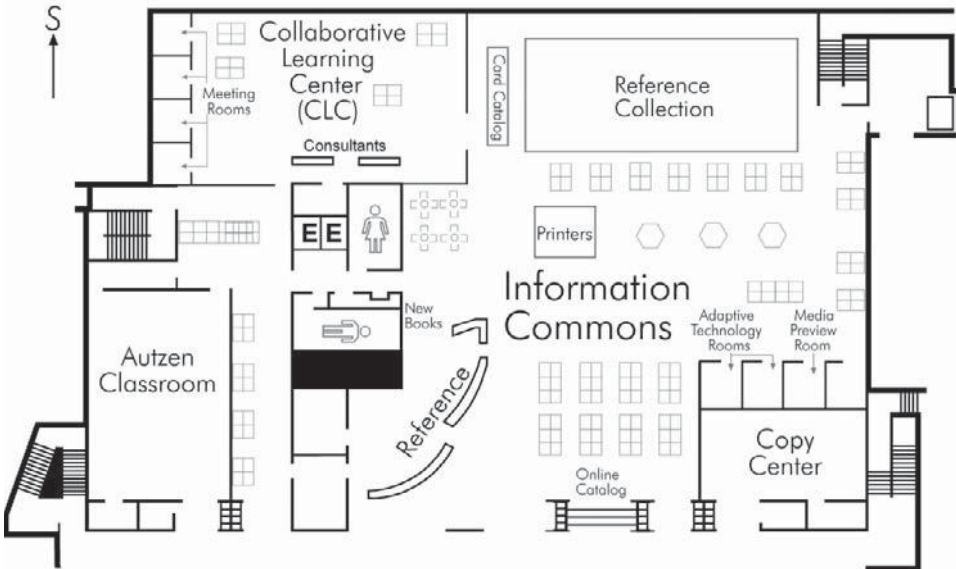 S
Collaborative
Learning
Center
(CLC)
Meeting
Rooms
Consultants
Card Catalog
Reference
Collection
E E
Printers
Information
Commons
New
Books
Adaptive
Technology
Rooms
Media
Preview
Room
Autzen
Classroom
Reference
Copy
Center
Online
Catalog